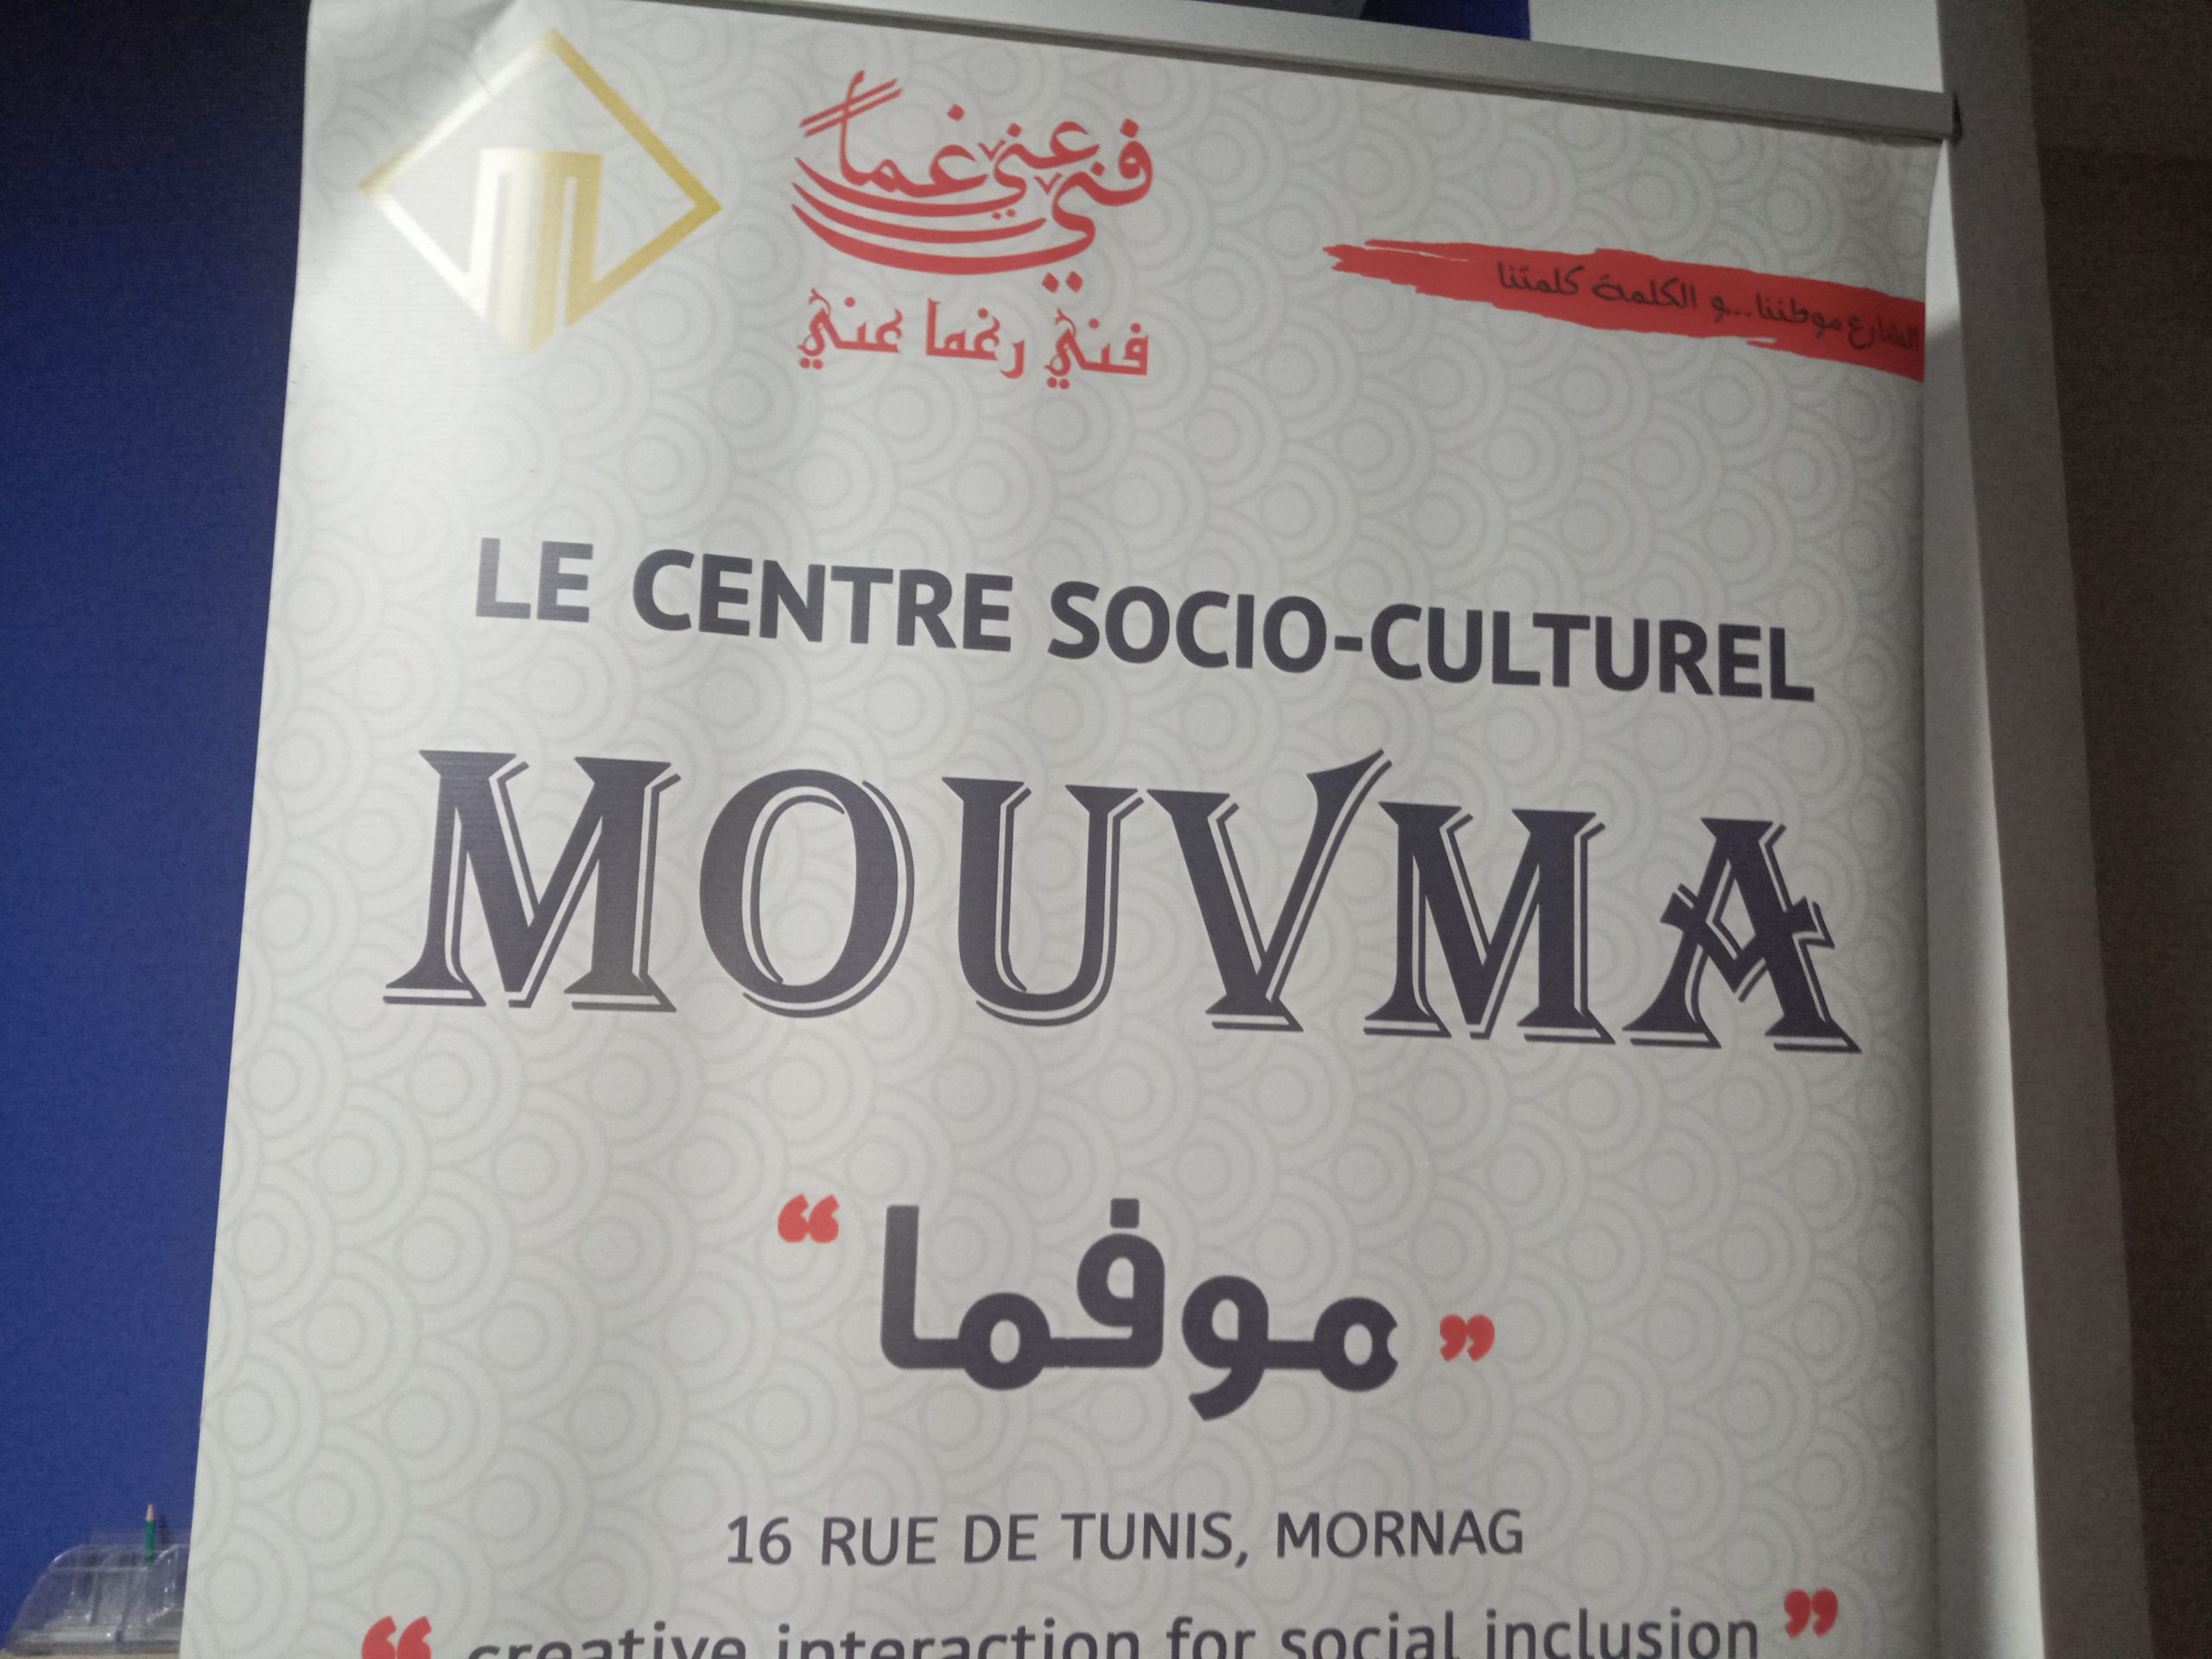 فني رغماً عني
فني رغما عني
الشارع موطننا...و الكلمة كلمتنا
LE CENTRE SOCIO-CULTUREL
MOUVMA
“ موفما ”
16 RUE DE TUNIS, MORNAG
“ creative interaction for social inclusion ”